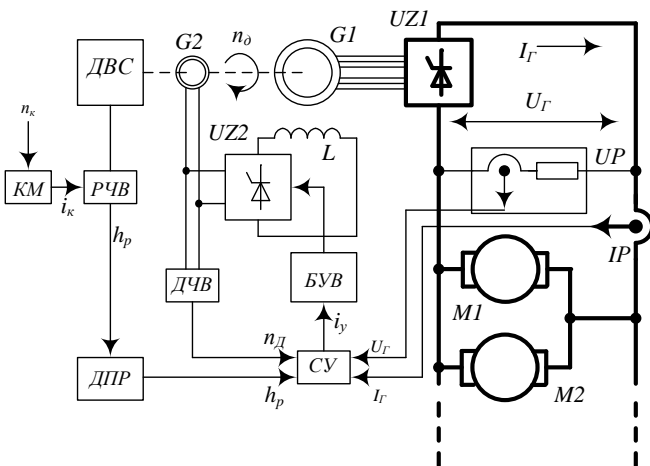 UZ1
n_д
G1
G2
I_Г
ДВС
U_Г
n_к
UZ2
L
UP
КМ
РЧВ
i_к
h_р
IP
ДЧВ
БУВ
M1
i_у
n_Д
U_Г
СУ
ДПР
h_р
I_Г
M2